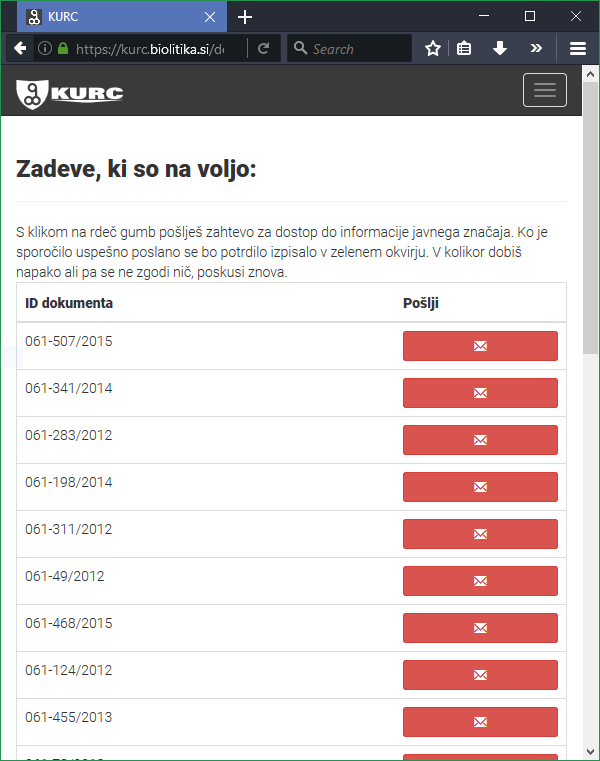 KURC
https://kurc.biolitika.si/d
Search
KURC
Zadeve, ki so na voljo:
S klikom na rdeč gumb pošlješ zahtevo za dostop do informacije javnega značaja. Ko je
sporočilo uspešno poslano se bo potrdilo izpisalo v zelenem okvirju. V kolikor dobiš
napako ali pa se ne zgodi nič, poskusi znova.
ID dokumenta Pošlji
061-507/2015
061-341/2014
061-283/2012
061-198/2014
061-311/2012
061-49/2012
061-468/2015
061-124/2012
061-455/2013